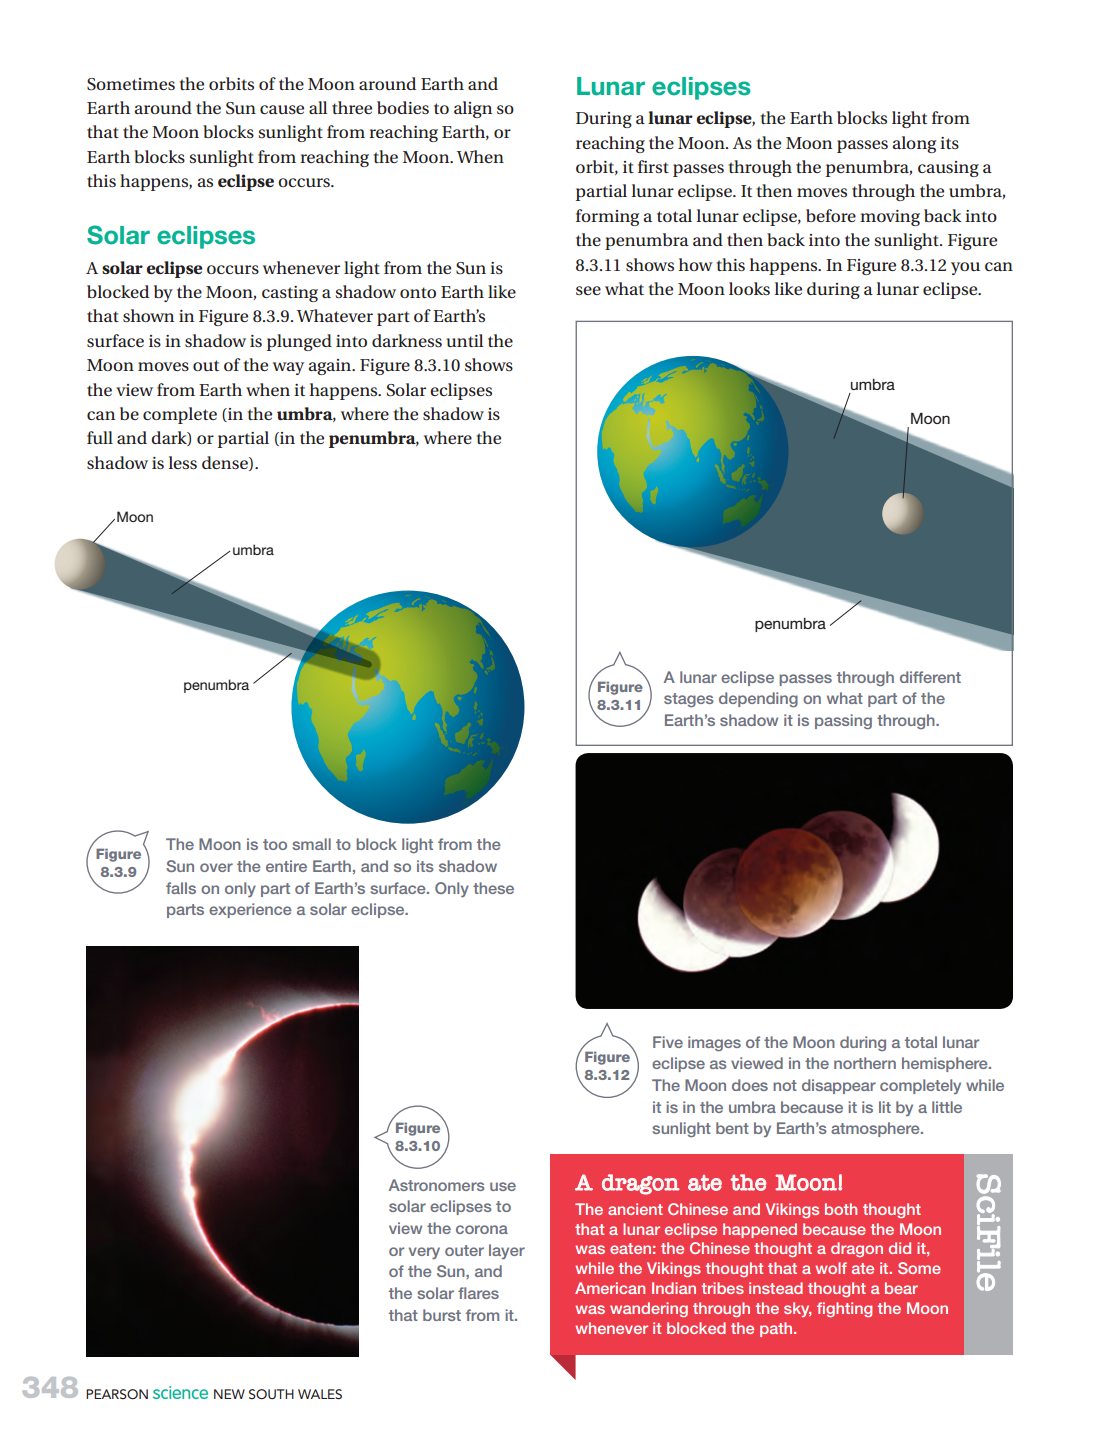 Sometimes the orbits of the Moon around Earth and
Earth around the Sun cause all three bodies to align so
that the Moon blocks sunlight from reaching Earth, or
Earth blocks sunlight from reaching the Moon. When
this happens, as eclipse occurs.
Solar eclipses
A solar eclipse occurs whenever light from the Sun is
blocked by the Moon, casting a shadow onto Earth like
that shown in Figure 8.3.9. Whatever part of Earth's
surface is in shadow is plunged into darkness until the
Moon moves out of the way again. Figure 8.3.10 shows
the view from Earth when it happens. Solar eclipses
can be complete (in the umbra, where the shadow is
full and dark) or partial (in the penumbra, where the
shadow is less dense).
Moon
umbra
penumbra
Figure
8.3.9
The Moon is too small to block light from the
Sun over the entire Earth, and so its shadow
falls on only part of Earth's surface. Only these
parts experience a solar eclipse.
Figure
8.3.10
Astronomers use
solar eclipses to
view the corona
or very outer layer
of the Sun, and
the solar flares
that burst from it.
Lunar eclipses
During a lunar eclipse, the Earth blocks light from
reaching the Moon. As the Moon passes along its
orbit, it first passes through the penumbra, causing a
partial lunar eclipse. It then moves through the umbra,
forming a total lunar eclipse, before moving back into
the penumbra and then back into the sunlight. Figure
8.3.11 shows how this happens. In Figure 8.3.12 you can
see what the Moon looks like during a lunar eclipse.
umbra
Moon
penumbra
Figure
8.3.11
A lunar eclipse passes through different
stages depending on what part of the
Earth's shadow it is passing through.
Figure
8.3.12
Five images of the Moon during a total lunar
eclipse as viewed in the northern hemisphere.
The Moon does not disappear completely while
it is in the umbra because it is lit by a little
sunlight bent by Earth's atmosphere.
A dragon ate the Moon!
The ancient Chinese and Vikings both thought
that a lunar eclipse happened because the Moon
was eaten: the Chinese thought a dragon did it,
while the Vikings thought that a wolf ate it. Some
American Indian tribes instead thought a bear
was wandering through the sky, fighting the Moon
whenever it blocked the path.
SciFile
348 PEARSON science NEW SOUTH WALES